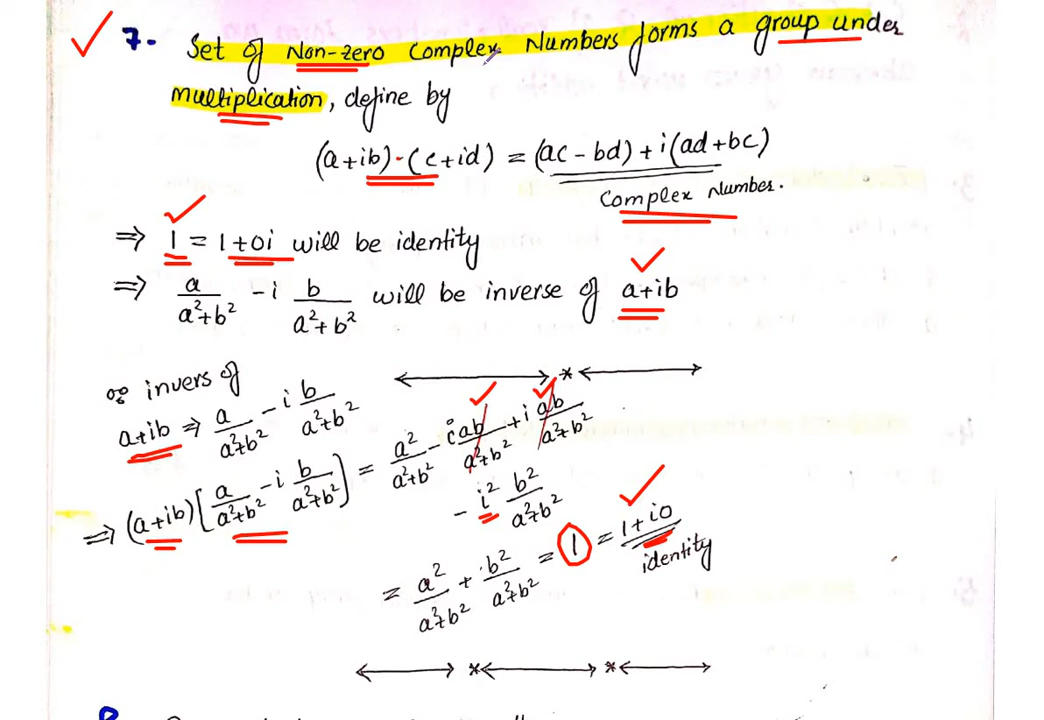 7. Set of Non-zero Complex Numbers forms a group under
multiplication, define by
(a+ib)·(c+id) = (ac-bd)+i(ad+bc)
Complex Number.
⇒ 1 = 1+0i will be identity
⇒ a/(a²+b²) - i b/(a²+b²) will be inverse of a+ib
invers of
a+ib ⇒ a/(a²+b²) - i b/(a²+b²)
⇒ (a+ib)[a/(a²+b²) - i b/(a²+b²)] = a²/(a²+b²) - i ab/(a²+b²) + i ab/(a²+b²)
- i² b²/(a²+b²)
= a²/(a²+b²) + b²/(a²+b²) = 1 = 1+i0
identity